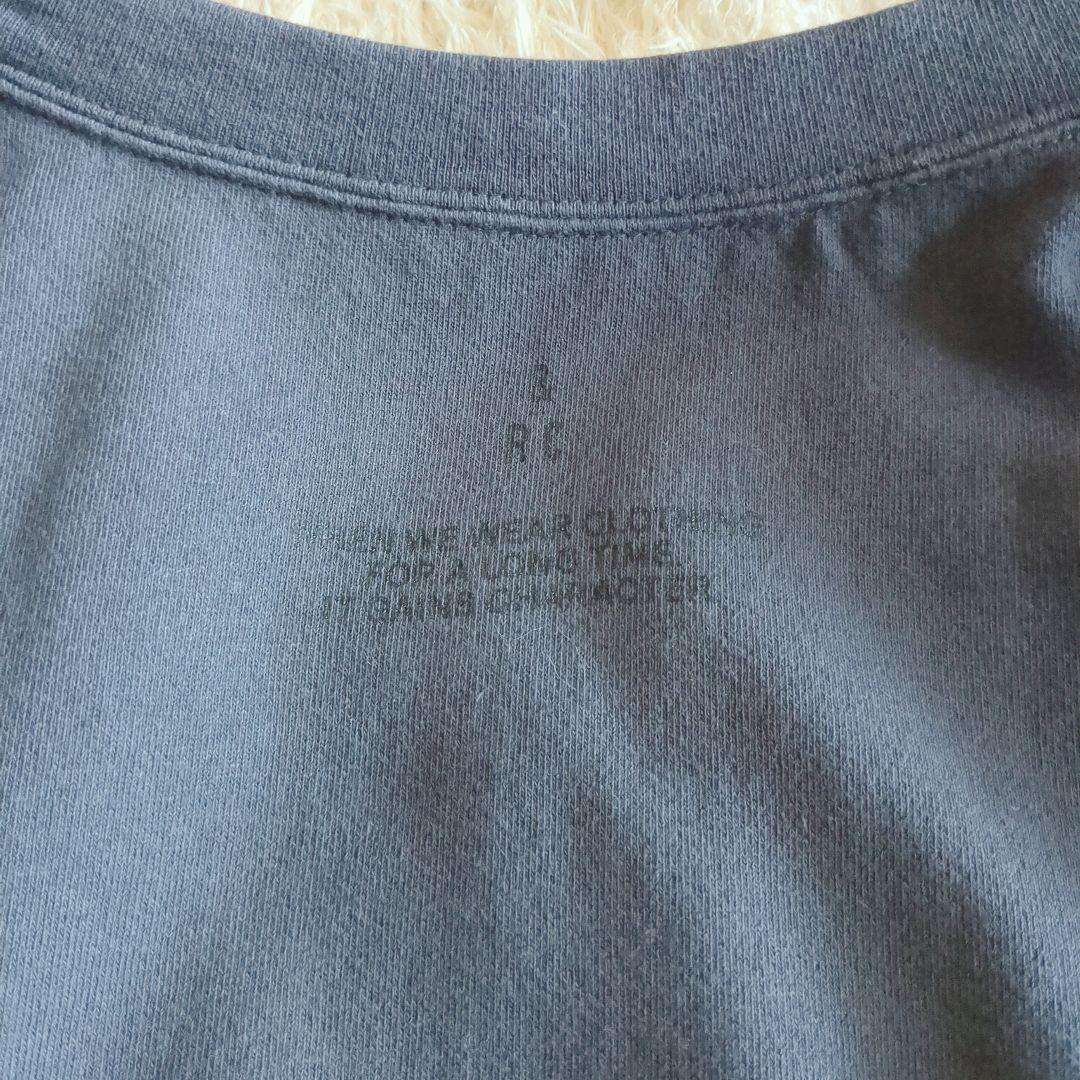 &
R C
WHEN WE WEAR CLOTHING
FOR A LONG TIME
IT GAINS CHARACTER